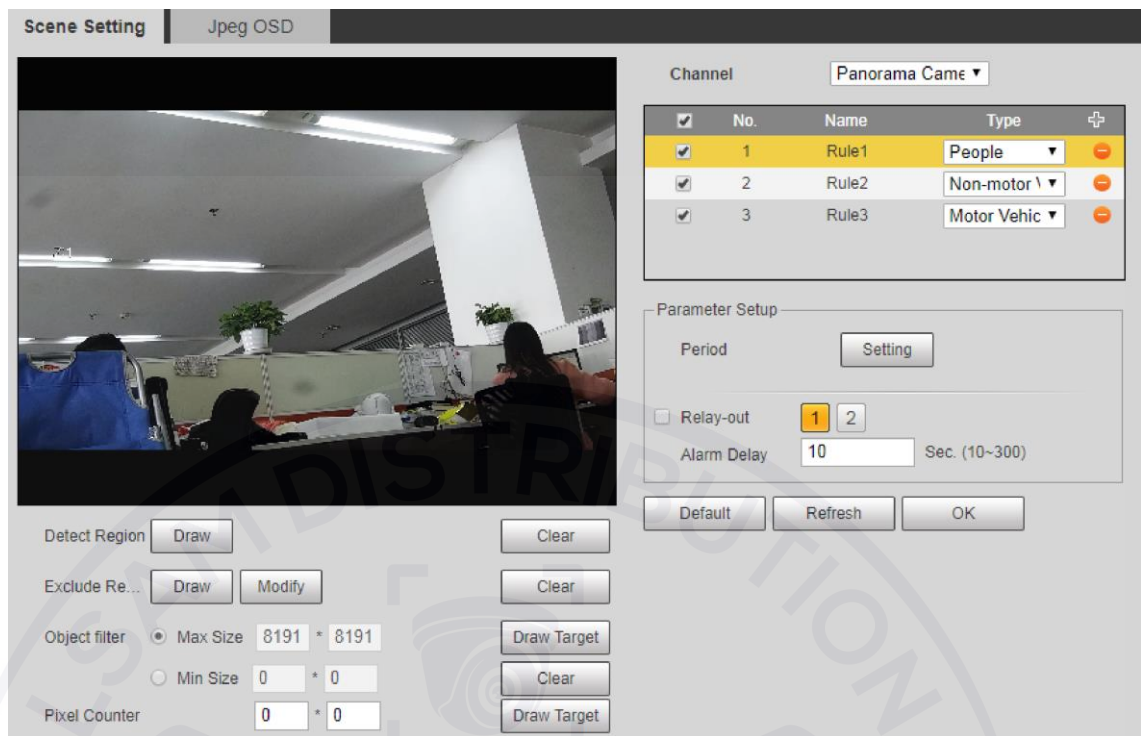 Scene Setting Jpeg OSD
Channel Panorama Came
No. Name Type
1 Rule1 People
2 Rule2 Non-motor V
3 Rule3 Motor Vehic
Parameter Setup
Period Setting
Relay-out 1 2
Alarm Delay 10 Sec. (10~300)
Default Refresh OK
Detect Region Draw Clear
Exclude Re... Draw Modify Clear
Object filter Max Size 8191 * 8191 Draw Target
Min Size 0 * 0 Clear
Pixel Counter 0 * 0 Draw Target
SAM DISTRIBUTION